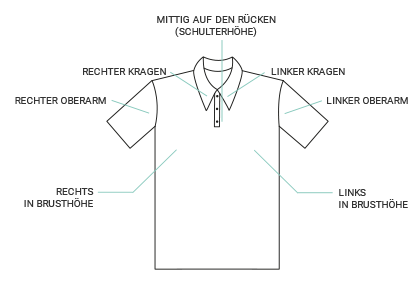 MITTIG AUF DEN RÜCKEN
(SCHULTERHÖHE)
RECHTER KRAGEN
LINKER KRAGEN
RECHTER OBERARM
LINKER OBERARM
RECHTS
IN BRUSTHÖHE
LINKS
IN BRUSTHÖHE